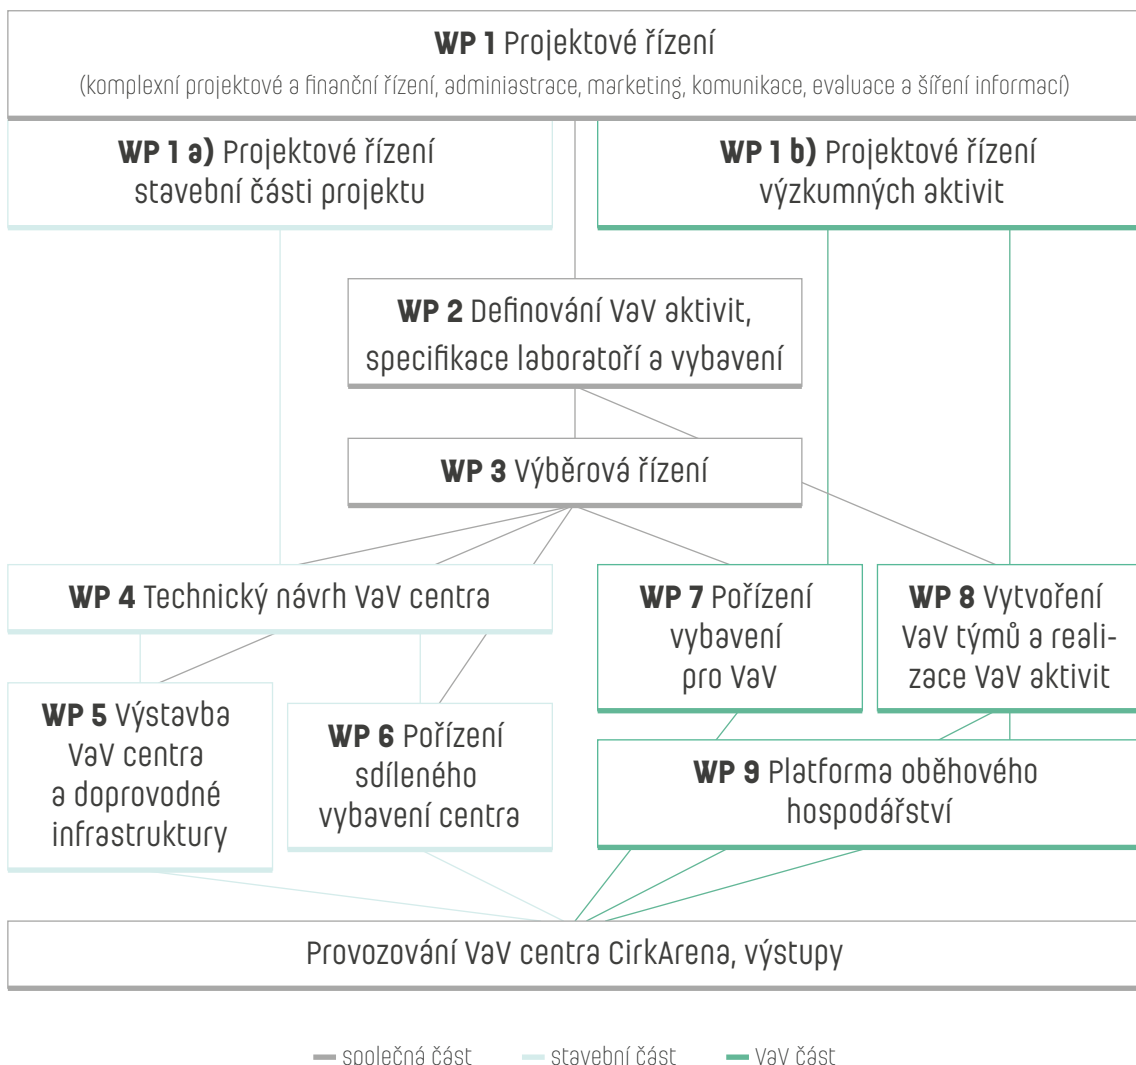 WP 1 Projektové řízení
(komplexní projektové a finanční řízení, adminiastrace, marketing, komunikace, evaluace a šíření informací)
WP 1 a) Projektové řízení
stavební části projektu
WP 1 b) Projektové řízení
výzkumných aktivit
WP 2 Definování VaV aktivit,
specifikace laboratoří a vybavení
WP 3 Výběrová řízení
WP 4 Technický návrh VaV centra
WP 7 Pořízení
vybavení
pro VaV
WP 8 Vytvoření
VaV týmů a reali-
zace VaV aktivit
WP 5 Výstavba
VaV centra
a doprovodné
infrastruktury
WP 6 Pořízení
sdíleného
vybavení centra
WP 9 Platforma oběhového
hospodářství
Provozování VaV centra CirkArena, výstupy
společná část stavební část VaV část